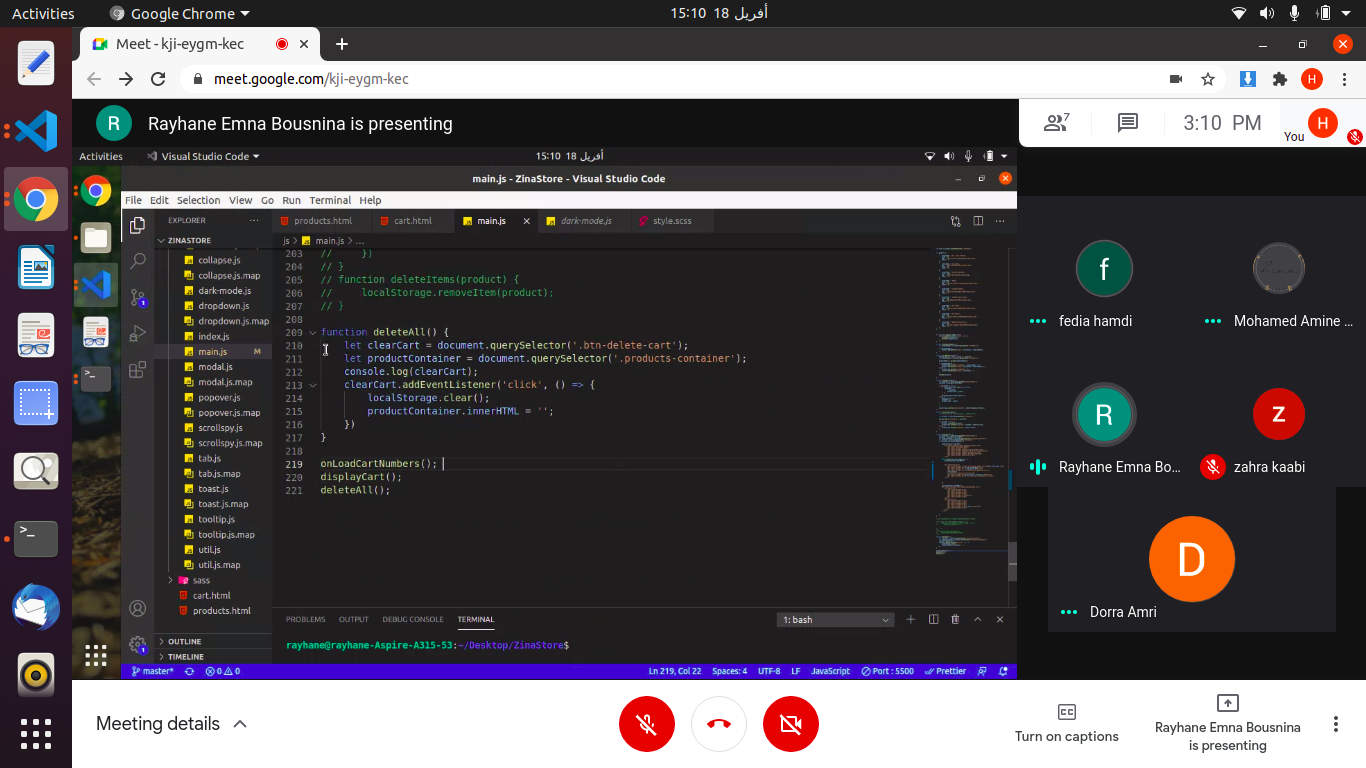 Activities
Google Chrome
15:10 18 أفريل
Meet - kji-eygm-kec
meet.google.com/kji-eygm-kec
H
R
Rayhane Emna Bousnina is presenting
7
3:10 PM
You
H
Activities
Visual Studio Code
15:10 18 أفريل
main.js - ZinaStore - Visual Studio Code
File Edit Selection View Go Run Terminal Help
EXPLORER
products.html
cart.html
main.js
dark-mode.js
style.scss
ZINASTORE
js > main.js > ...
collapse.js
collapse.js.map
dark-mode.js
dropdown.js
dropdown.js.map
index.js
main.js M
modal.js
modal.js.map
popover.js
popover.js.map
scrollspy.js
scrollspy.js.map
tab.js
tab.js.map
toast.js
toast.js.map
tooltip.js
tooltip.js.map
util.js
util.js.map
sass
cart.html
products.html
OUTLINE
TIMELINE
203 // })
204 // }
205 // function deleteItems(product) {
206 // localStorage.removeItem(product);
207 // }
208
209 function deleteAll() {
210 let clearCart = document.querySelector('.btn-delete-cart');
211 let productContainer = document.querySelector('.products-container');
212 console.log(clearCart);
213 clearCart.addEventListener('click', () => {
214 localStorage.clear();
215 productContainer.innerHTML = '';
216 })
217 }
218
219 onLoadCartNumbers();
220 displayCart();
221 deleteAll();
PROBLEMS OUTPUT DEBUG CONSOLE TERMINAL
1: bash
rayhane@rayhane-Aspire-A315-53:~/Desktop/ZinaStore$
master* 0 0
Ln 219, Col 22 Spaces: 4 UTF-8 LF JavaScript Port : 5500 Prettier
f
fedia hamdi
Mohamed Amine ...
R
Rayhane Emna Bo...
z
zahra kaabi
D
Dorra Amri
Meeting details
Turn on captions
Rayhane Emna Bousnina
is presenting